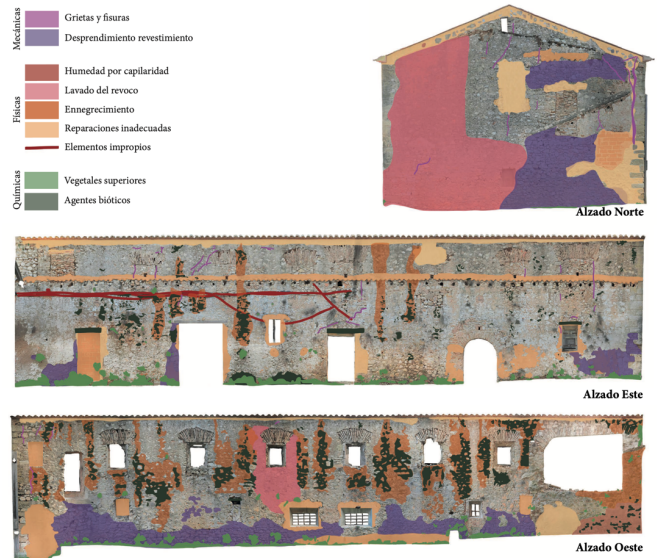 Mecánicas
Grietas y fisuras
Desprendimiento revestimiento
Físicas
Humedad por capilaridad
Lavado del revoco
Ennegrecimiento
Reparaciones inadecuadas
Elementos impropios
Químicas
Vegetales superiores
Agentes bióticos
Alzado Norte
Alzado Este
Alzado Oeste